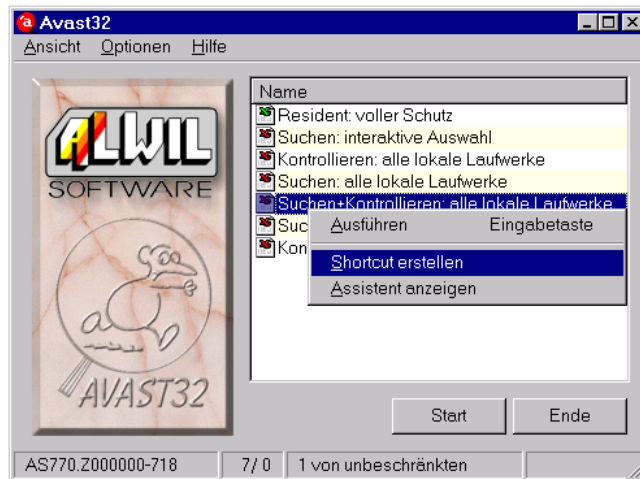 Avast32
Ansicht Optionen Hilfe
ALWIL
SOFTWARE
AVAST32
Name
Resident: voller Schutz
Suchen: interaktive Auswahl
Kontrollieren: alle lokale Laufwerke
Suchen: alle lokale Laufwerke
Suchen+Kontrollieren: alle lokale Laufwerke
Suc
Kon
Ausführen Eingabetaste
Shortcut erstellen
Assistent anzeigen
Start Ende
AS770.Z000000-718 7/ 0 1 von unbeschränkten